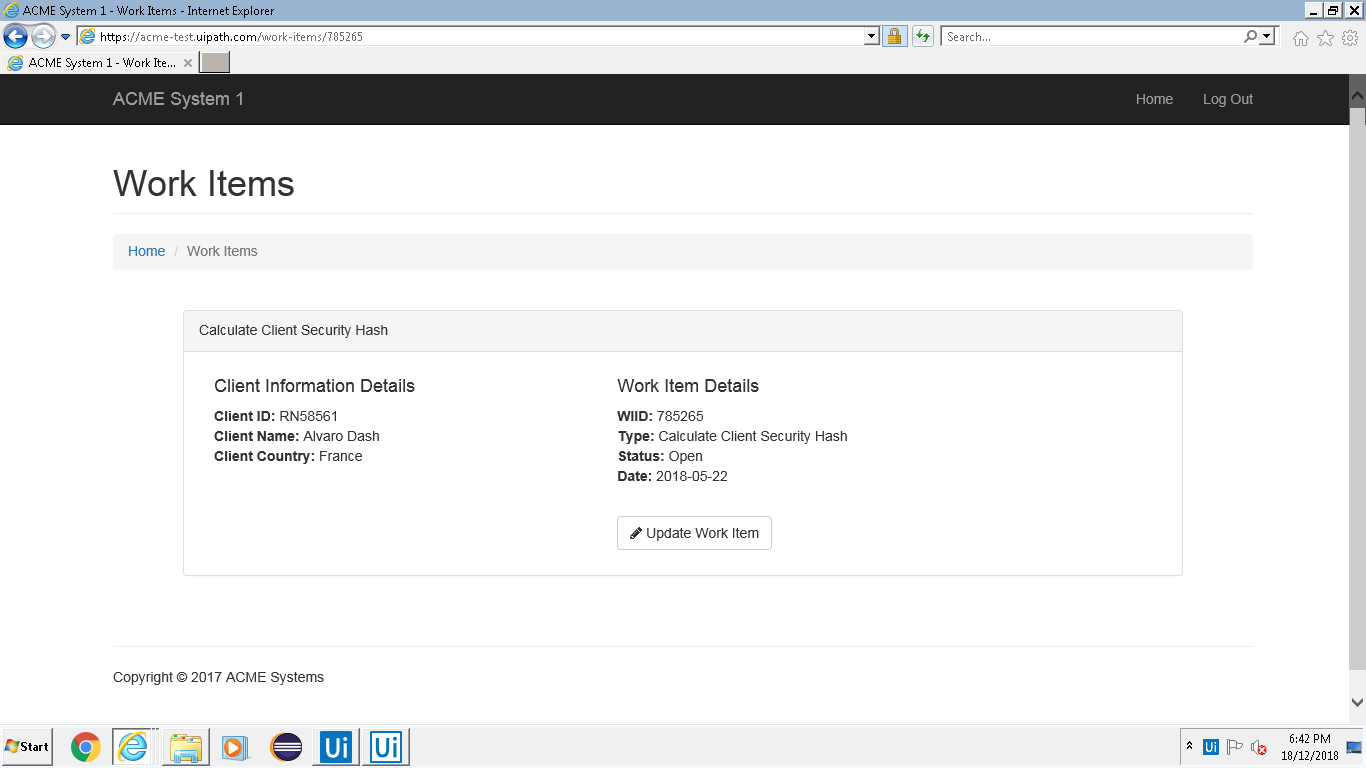 ACME System 1 - Work Items - Internet Explorer
https://acme-test.uipath.com/work-items/785265
Search...
ACME System 1 - Work Ite...
ACME System 1
Home
Log Out
Work Items
Home / Work Items
Calculate Client Security Hash
Client Information Details
Client ID: RN58561
Client Name: Alvaro Dash
Client Country: France
Work Item Details
WIID: 785265
Type: Calculate Client Security Hash
Status: Open
Date: 2018-05-22
Update Work Item
Copyright © 2017 ACME Systems
Start
Ui
Ui
Ui
6:42 PM
18/12/2018